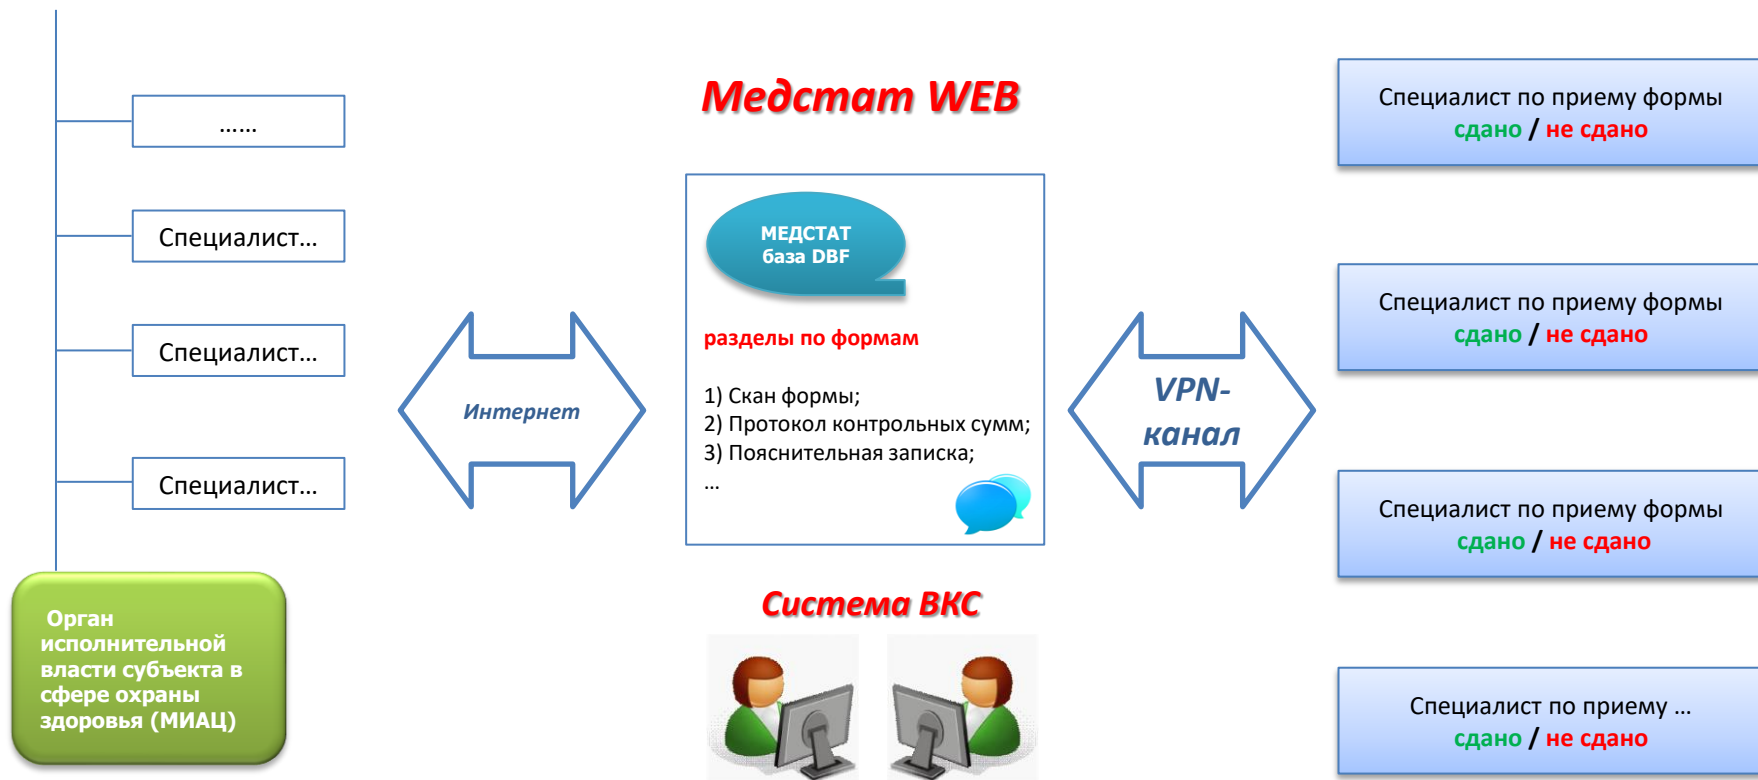 ......
Специалист...
Специалист...
Специалист...
Орган
исполнительной
власти субъекта в
сфере охраны
здоровья (МИАЦ)
Интернет
Медстат WEB
МЕДСТАТ
база DBF
разделы по формам
1) Скан формы;
2) Протокол контрольных сумм;
3) Пояснительная записка;
...
Система ВКС
VPN-
канал
Специалист по приему формы
сдано / не сдано
Специалист по приему формы
сдано / не сдано
Специалист по приему формы
сдано / не сдано
Специалист по приему ...
сдано / не сдано